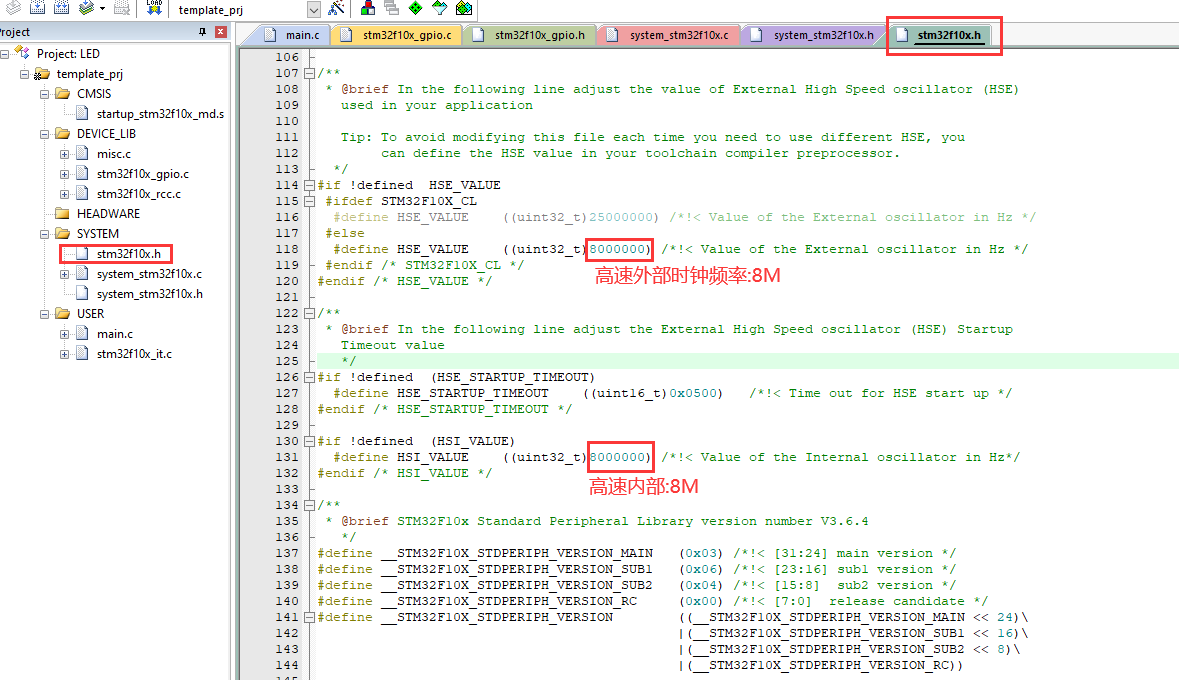 LOAD
template_prj
Project
Project: LED
template_prj
CMSIS
startup_stm32f10x_md.s
DEVICE_LIB
misc.c
stm32f10x_gpio.c
stm32f10x_rcc.c
HEADWARE
SYSTEM
stm32f10x.h
system_stm32f10x.c
system_stm32f10x.h
USER
main.c
stm32f10x_it.c
main.c
stm32f10x_gpio.c
stm32f10x_gpio.h
system_stm32f10x.c
system_stm32f10x.h
stm32f10x.h
106
107 /**
108 * @brief In the following line adjust the value of External High Speed oscillator (HSE)
109 used in your application
110
111 Tip: To avoid modifying this file each time you need to use different HSE, you
112 can define the HSE value in your toolchain compiler preprocessor.
113 */
114 #if !defined HSE_VALUE
115 #ifdef STM32F10X_CL
116 #define HSE_VALUE ((uint32_t)25000000) /*!< Value of the External oscillator in Hz */
117 #else
118 #define HSE_VALUE ((uint32_t)8000000) /*!< Value of the External oscillator in Hz */
119 #endif /* STM32F10X_CL */
高速外部时钟频率:8M
120 #endif /* HSE_VALUE */
121
122 /**
123 * @brief In the following line adjust the External High Speed oscillator (HSE) Startup
124 Timeout value
125 */
126 #if !defined (HSE_STARTUP_TIMEOUT)
127 #define HSE_STARTUP_TIMEOUT ((uint16_t)0x0500) /*!< Time out for HSE start up */
128 #endif /* HSE_STARTUP_TIMEOUT */
129
130 #if !defined (HSI_VALUE)
131 #define HSI_VALUE ((uint32_t)8000000) /*!< Value of the Internal oscillator in Hz*/
132 #endif /* HSI_VALUE */
高速内部:8M
133
134 /**
135 * @brief STM32F10x Standard Peripheral Library version number V3.6.4
136 */
137 #define __STM32F10X_STDPERIPH_VERSION_MAIN (0x03) /*!< [31:24] main version */
138 #define __STM32F10X_STDPERIPH_VERSION_SUB1 (0x06) /*!< [23:16] sub1 version */
139 #define __STM32F10X_STDPERIPH_VERSION_SUB2 (0x04) /*!< [15:8] sub2 version */
140 #define __STM32F10X_STDPERIPH_VERSION_RC (0x00) /*!< [7:0] release candidate */
141 #define __STM32F10X_STDPERIPH_VERSION ((__STM32F10X_STDPERIPH_VERSION_MAIN << 24)\
142 |(__STM32F10X_STDPERIPH_VERSION_SUB1 << 16)\
143 |(__STM32F10X_STDPERIPH_VERSION_SUB2 << 8)\
144 |(__STM32F10X_STDPERIPH_VERSION_RC))